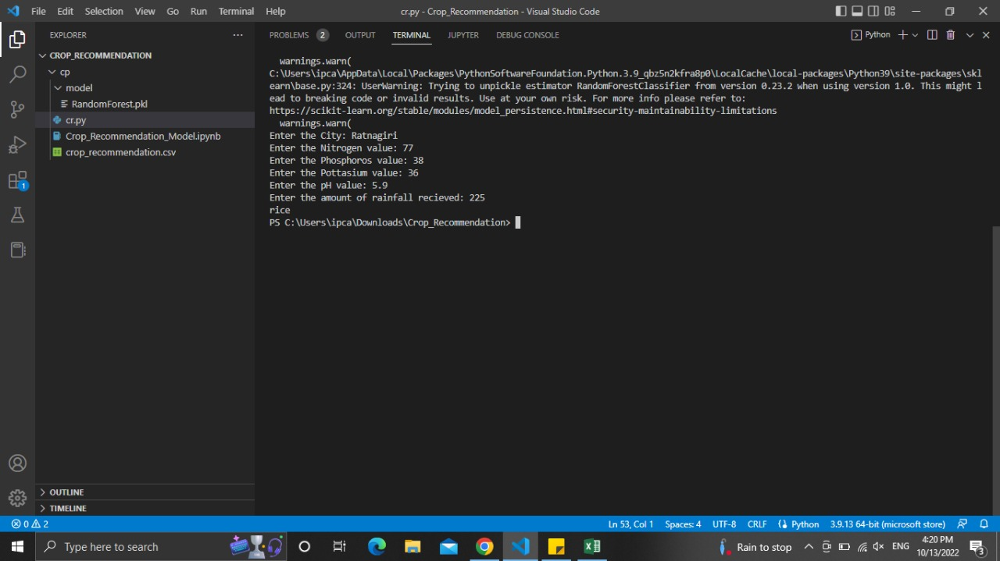 File Edit Selection View Go Run Terminal Help cr.py - Crop_Recommendation - Visual Studio Code
EXPLORER
CROP_RECOMMENDATION
cp
model
RandomForest.pkl
cr.py
Crop_Recommendation_Model.ipynb
crop_recommendation.csv
OUTLINE
TIMELINE
1
PROBLEMS 2 OUTPUT TERMINAL JUPYTER DEBUG CONSOLE Python
warnings.warn(
C:\Users\ipca\AppData\Local\Packages\PythonSoftwareFoundation.Python.3.9_qbz5n2kfra8p0\LocalCache\local-packages\Python39\site-packages\skl
earn\base.py:324: UserWarning: Trying to unpickle estimator RandomForestClassifier from version 0.23.2 when using version 1.0. This might l
ead to breaking code or invalid results. Use at your own risk. For more info please refer to:
https://scikit-learn.org/stable/modules/model_persistence.html#security-maintainability-limitations
warnings.warn(
Enter the City: Ratnagiri
Enter the Nitrogen value: 77
Enter the Phosphoros value: 38
Enter the Pottasium value: 36
Enter the pH value: 5.9
Enter the amount of rainfall recieved: 225
rice
PS C:\Users\ipca\Downloads\Crop_Recommendation>
0 2 Ln 53, Col 1 Spaces: 4 UTF-8 CRLF Python 3.9.13 64-bit (microsoft store)
Type here to search Rain to stop ENG 4:20 PM
10/13/2022 3